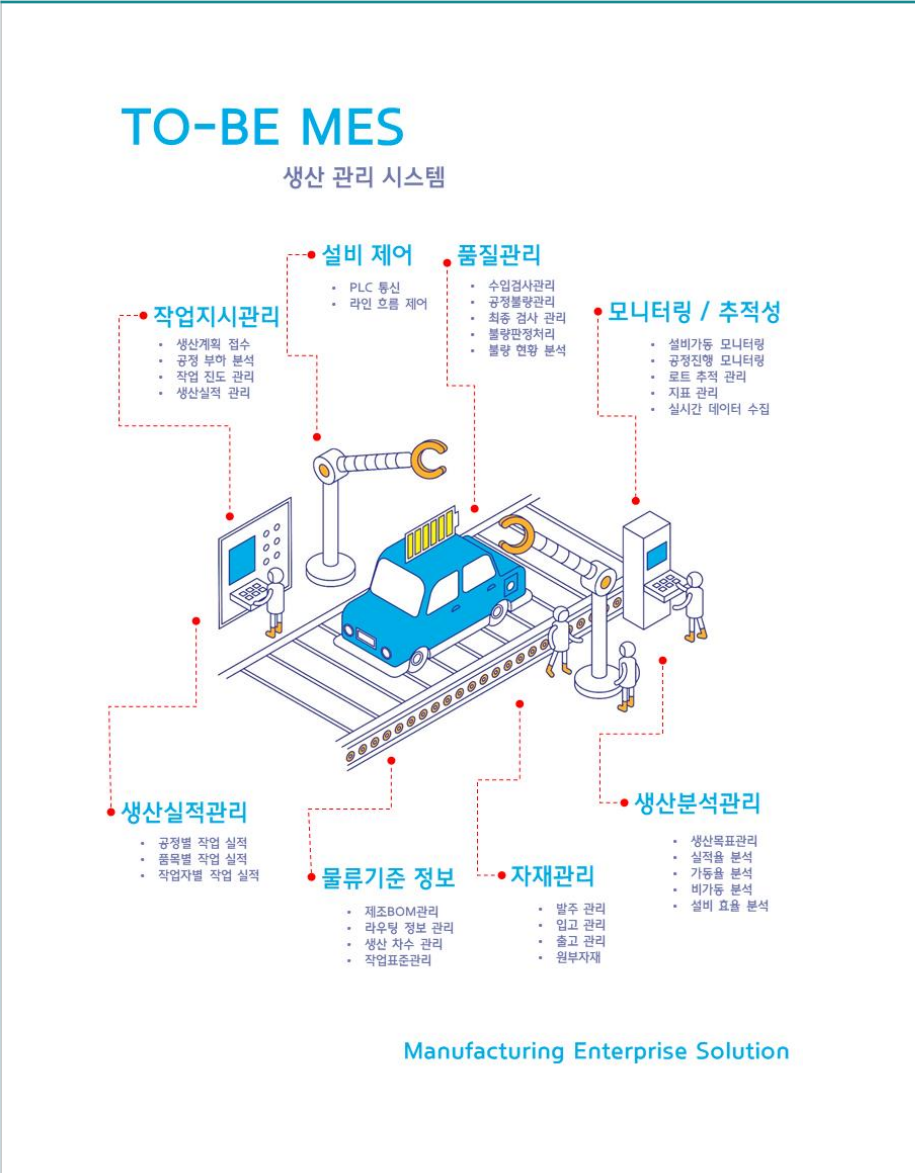 TO-BE MES
생산 관리 시스템
설비 제어
• PLC 통신
• 라인 흐름 제어
품질관리
• 수입검사관리
• 공정불량관리
• 최종 검사 관리
• 불량판정처리
• 불량 현황 분석
작업지시관리
• 생산계획 접수
• 공정 부하 분석
• 작업 진도 관리
• 생산실적 관리
모니터링 / 추적성
• 설비가동 모니터링
• 공정진행 모니터링
• 로트 추적 관리
• 지표 관리
• 실시간 데이터 수집
생산실적관리
• 공정별 작업 실적
• 품목별 작업 실적
• 작업자별 작업 실적
물류기준 정보
• 제조BOM관리
• 라우팅 정보 관리
• 생산 차수 관리
• 작업표준관리
자재관리
• 발주 관리
• 입고 관리
• 출고 관리
• 원부자재
생산분석관리
• 생산목표관리
• 실적율 분석
• 가동율 분석
• 비가동 분석
• 설비 효율 분석
Manufacturing Enterprise Solution